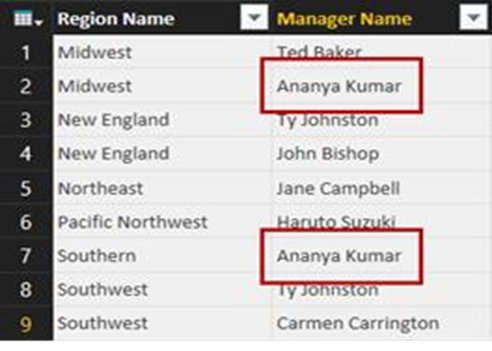 Region Name Manager Name
1 Midwest Ted Baker
2 Midwest Ananya Kumar
3 New England Ty Johnston
4 New England John Bishop
5 Northeast Jane Campbell
6 Pacific Northwest Haruto Suzuki
7 Southern Ananya Kumar
8 Southwest Ty Johnston
9 Southwest Carmen Carrington